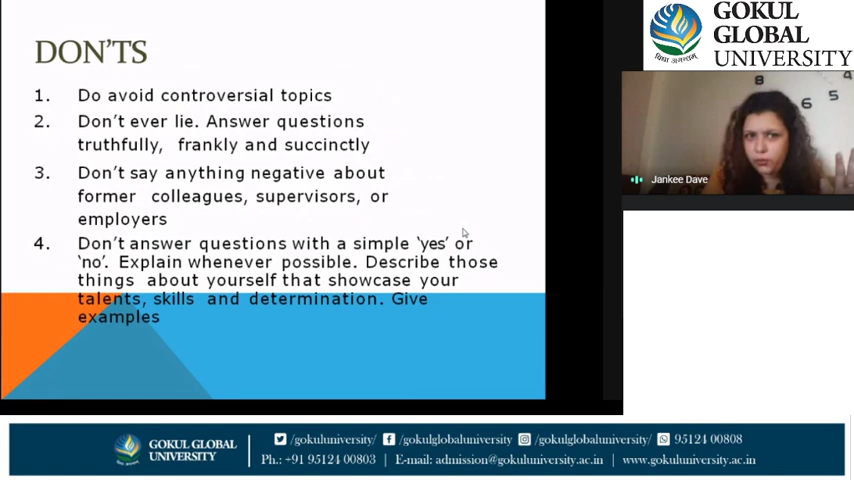 DON'TS
1. Do avoid controversial topics
2. Don't ever lie. Answer questions
truthfully, frankly and succinctly
3. Don't say anything negative about
former colleagues, supervisors, or
employers
4. Don't answer questions with a simple 'yes' or
'no'. Explain whenever possible. Describe those
things about yourself that showcase your
talents, skills and determination. Give
examples
GOKUL
GLOBAL
UNIVERSITY
8
4
5
6
Jankee Dave
GOKUL GLOBAL
UNIVERSITY
/gokuluniversity/ | /gokulglobaluniversity | /gokulglobaluniversity/ | 95124 00808
Ph.: +91 95124 00803 | E-mail: admission@gokuluniversity.ac.in | www.gokuluniversity.ac.in